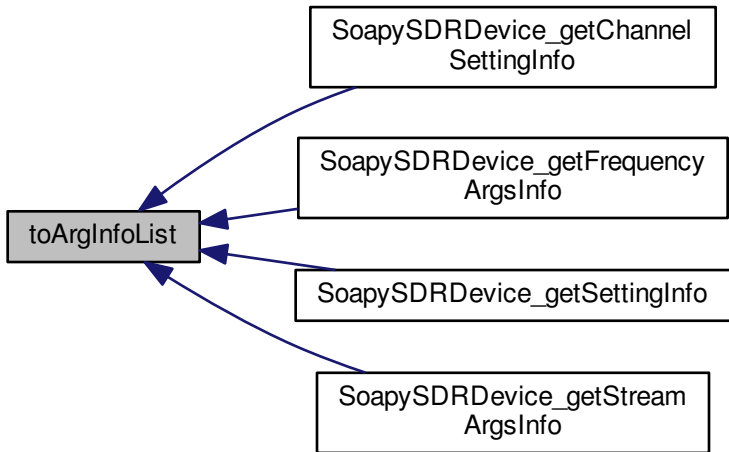 SoapySDRDevice_getChannel
SettingInfo
SoapySDRDevice_getFrequency
ArgsInfo
toArgInfoList
SoapySDRDevice_getSettingInfo
SoapySDRDevice_getStream
ArgsInfo